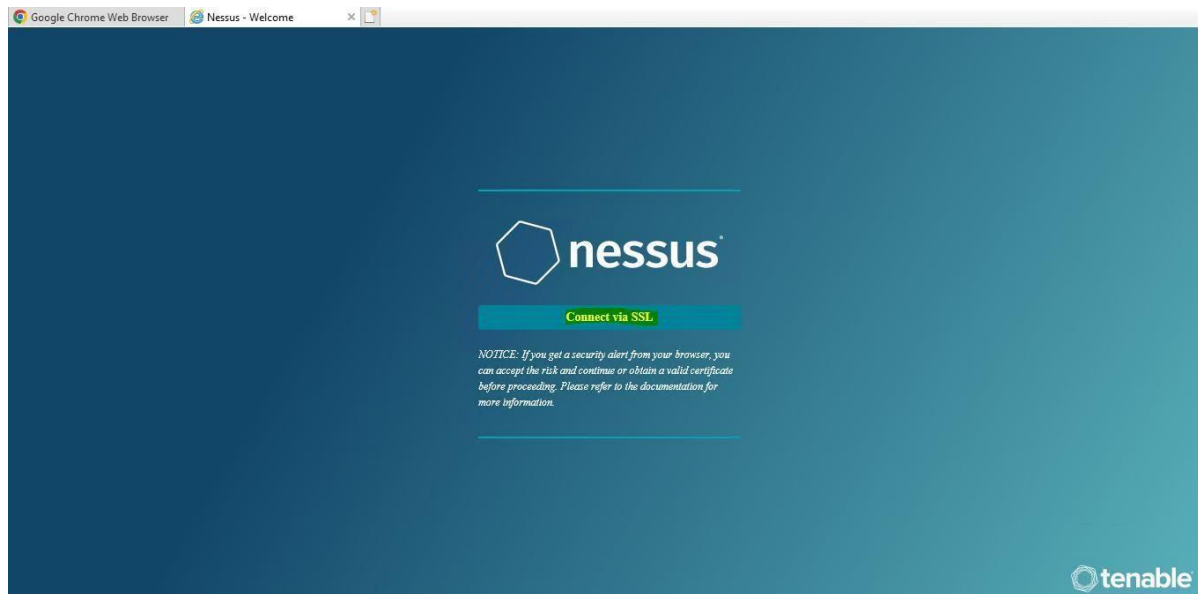 Google Chrome Web Browser
Nessus - Welcome
nessus
Connect via SSL
NOTICE: If you get a security alert from your browser, you
can accept the risk and continue or obtain a valid certificate
before proceeding. Please refer to the documentation for
more information.
tenable